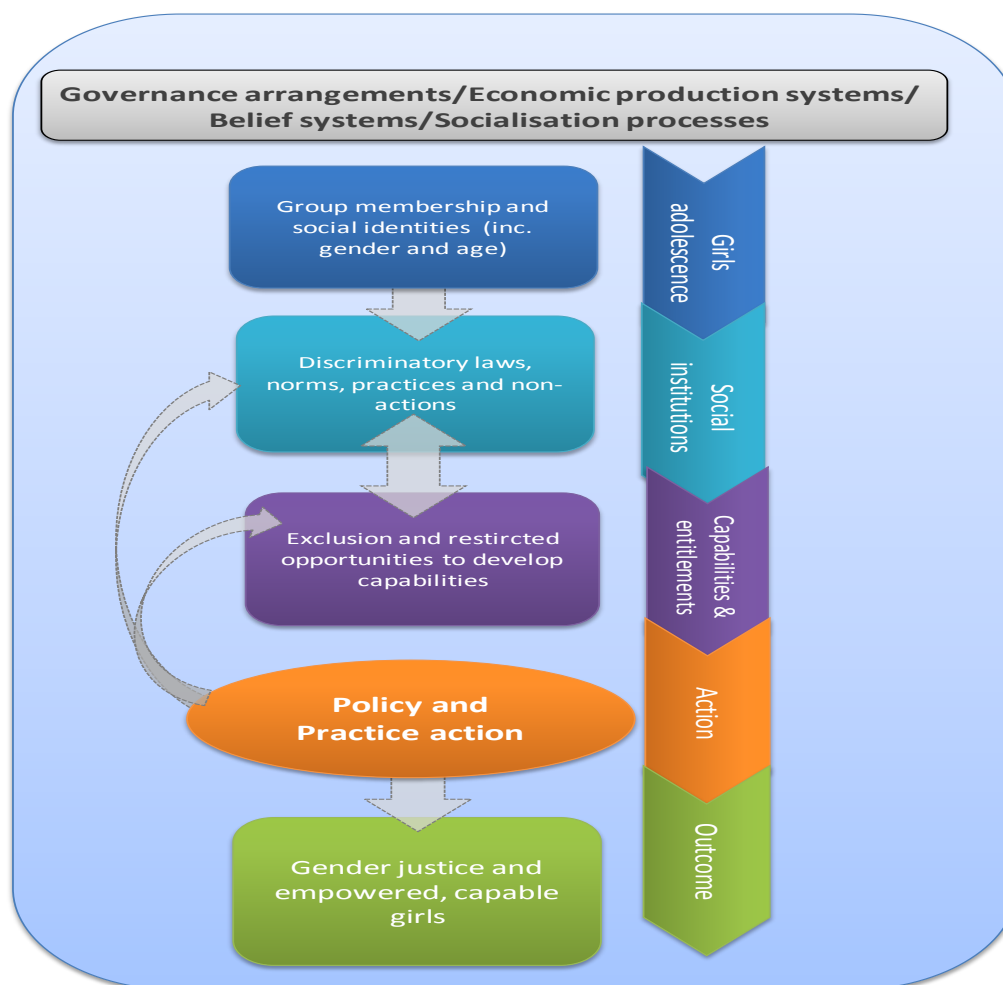 Governance arrangements/Economic production systems/
Belief systems/Socialisation processes
Group membership and
social identities (inc.
gender and age)
Girls
adolescence
Discriminatory laws,
norms, practices and non-
actions
Social
institutions
Exclusion and restircted
opportunities to develop
capabilities
Capabilities &
entitlements
Policy and
Practice action
Action
Gender justice and
empowered, capable
girls
Outcome